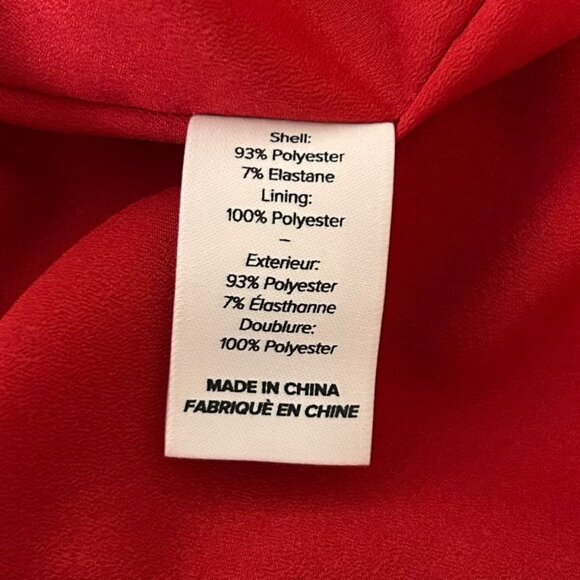 Shell:
93% Polyester
7% Elastane
Lining:
100% Polyester
–
Exterieur:
93% Polyester
7% Élasthanne
Doublure:
100% Polyester
MADE IN CHINA
FABRIQUÈ EN CHINE